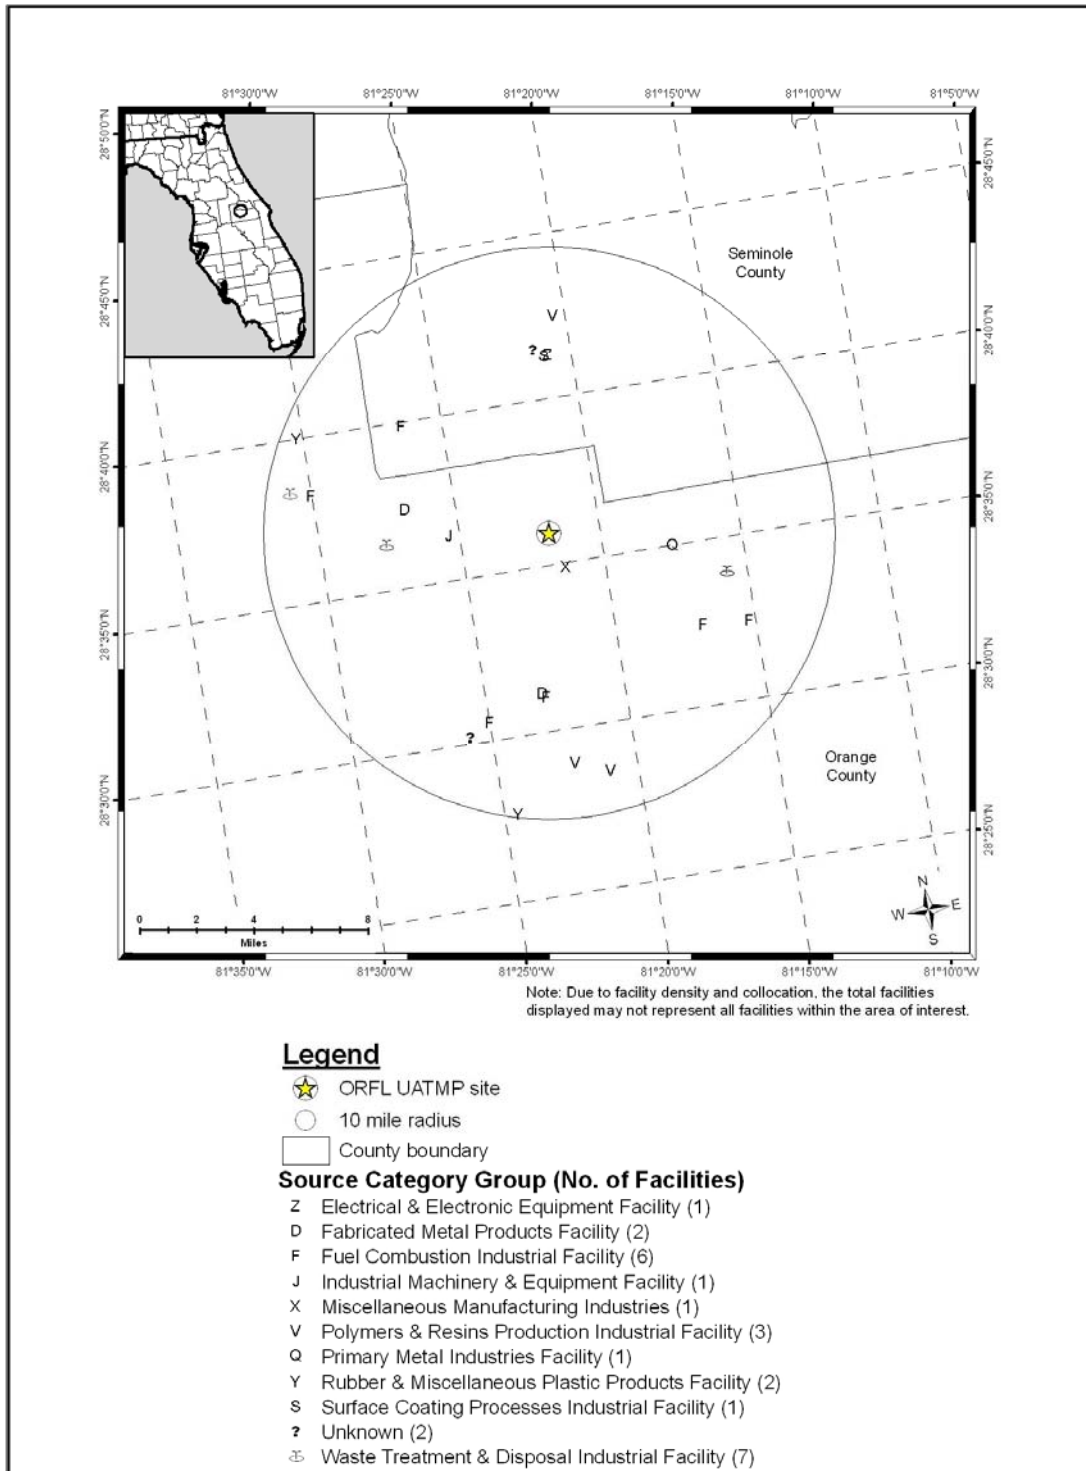 81°30'0"W 81°25'0"W 81°20'0"W 81°15'0"W 81°10'0"W 81°5'0"W
28°50'0"N
28°45'0"N
Seminole
County
V
28°45'0"N
28°40'0"N
?
S Z
F
Y
28°40'0"N
28°35'0"N
F
D
J
Q
X
F F
28°35'0"N
28°30'0"N
D F
F
?
V
V
Orange
County
28°30'0"N
Y
28°25'0"N
N
W E
S
0 2 4 8
Miles
81°35'0"W 81°30'0"W 81°25'0"W 81°20'0"W 81°15'0"W 81°10'0"W
Note: Due to facility density and collocation, the total facilities
displayed may not represent all facilities within the area of interest.
Legend
ORFL UATMP site
10 mile radius
County boundary
Source Category Group (No. of Facilities)
Z Electrical & Electronic Equipment Facility (1)
D Fabricated Metal Products Facility (2)
F Fuel Combustion Industrial Facility (6)
J Industrial Machinery & Equipment Facility (1)
X Miscellaneous Manufacturing Industries (1)
V Polymers & Resins Production Industrial Facility (3)
Q Primary Metal Industries Facility (1)
Y Rubber & Miscellaneous Plastic Products Facility (2)
S Surface Coating Processes Industrial Facility (1)
? Unknown (2)
Waste Treatment & Disposal Industrial Facility (7)